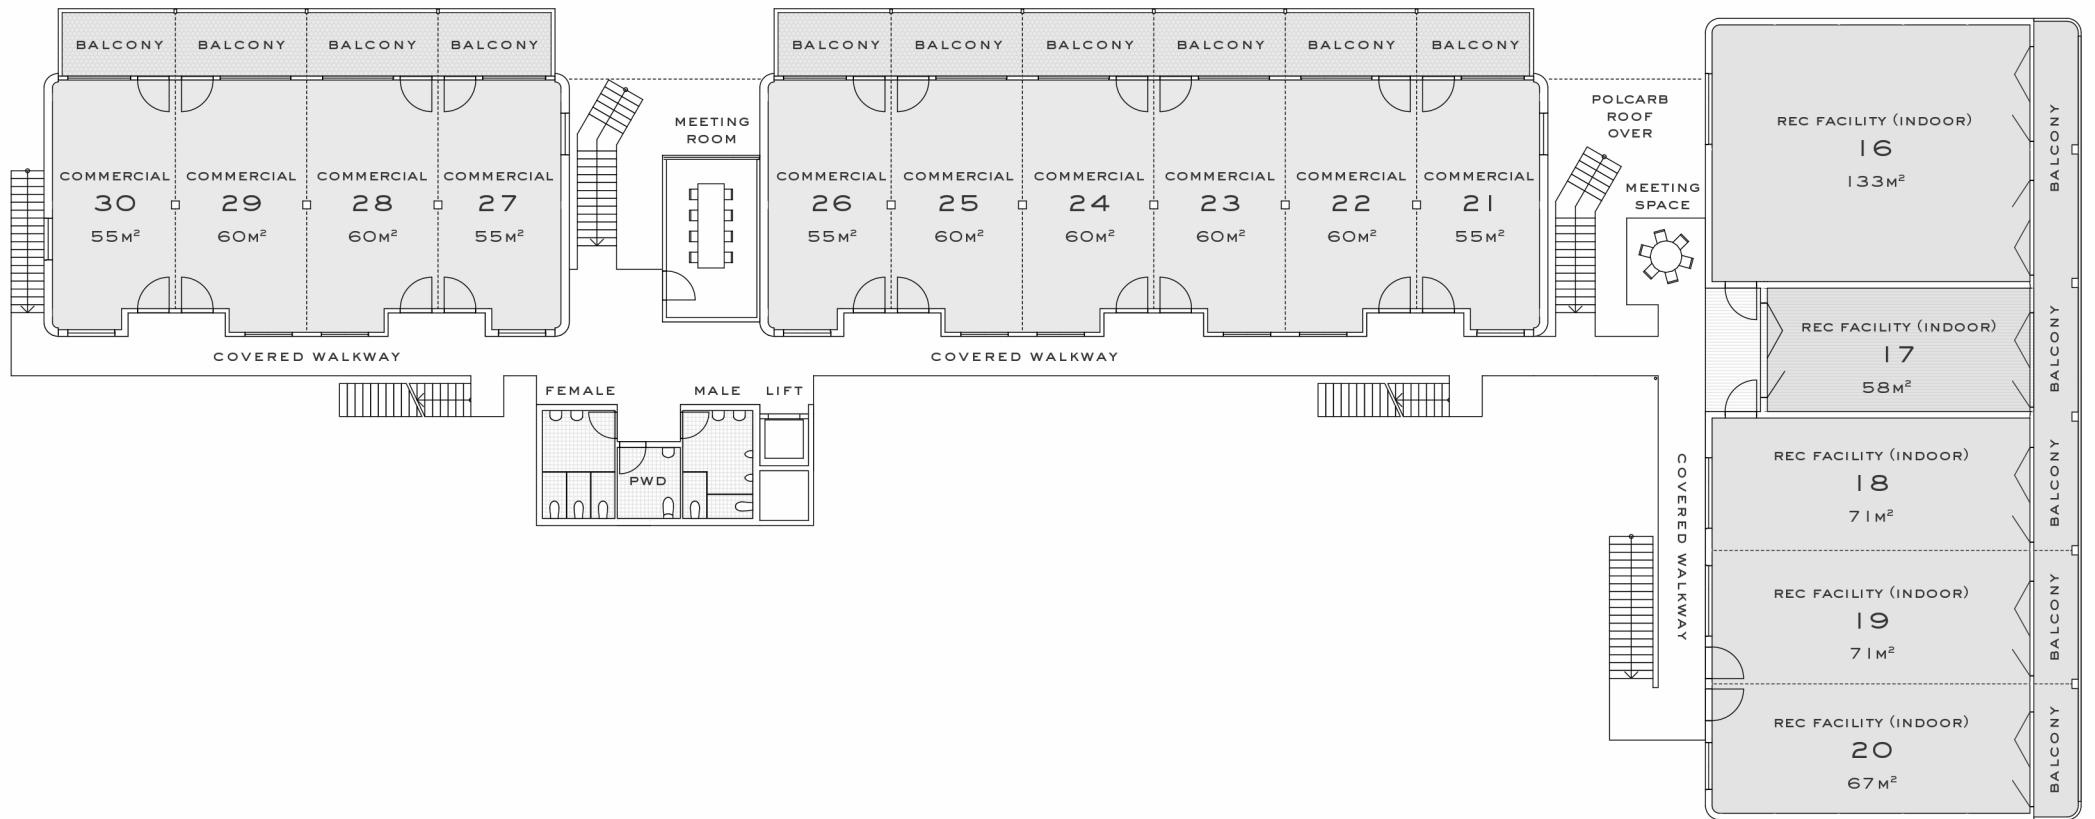 BALCONY
BALCONY
BALCONY
BALCONY
COMMERCIAL
30
55M²
COMMERCIAL
29
60M²
COMMERCIAL
28
60M²
COMMERCIAL
27
55M²
COVERED WALKWAY
MEETING
ROOM
BALCONY
BALCONY
BALCONY
BALCONY
BALCONY
BALCONY
COMMERCIAL
26
55M²
COMMERCIAL
25
60M²
COMMERCIAL
24
60M²
COMMERCIAL
23
60M²
COMMERCIAL
22
60M²
COMMERCIAL
21
55M²
COVERED WALKWAY
FEMALE
MALE
LIFT
PWD
POLCARB
ROOF
OVER
MEETING
SPACE
COVERED WALKWAY
REC FACILITY (INDOOR)
16
133M²
BALCONY
REC FACILITY (INDOOR)
17
58M²
BALCONY
REC FACILITY (INDOOR)
18
71M²
BALCONY
REC FACILITY (INDOOR)
19
71M²
BALCONY
REC FACILITY (INDOOR)
20
67M²
BALCONY